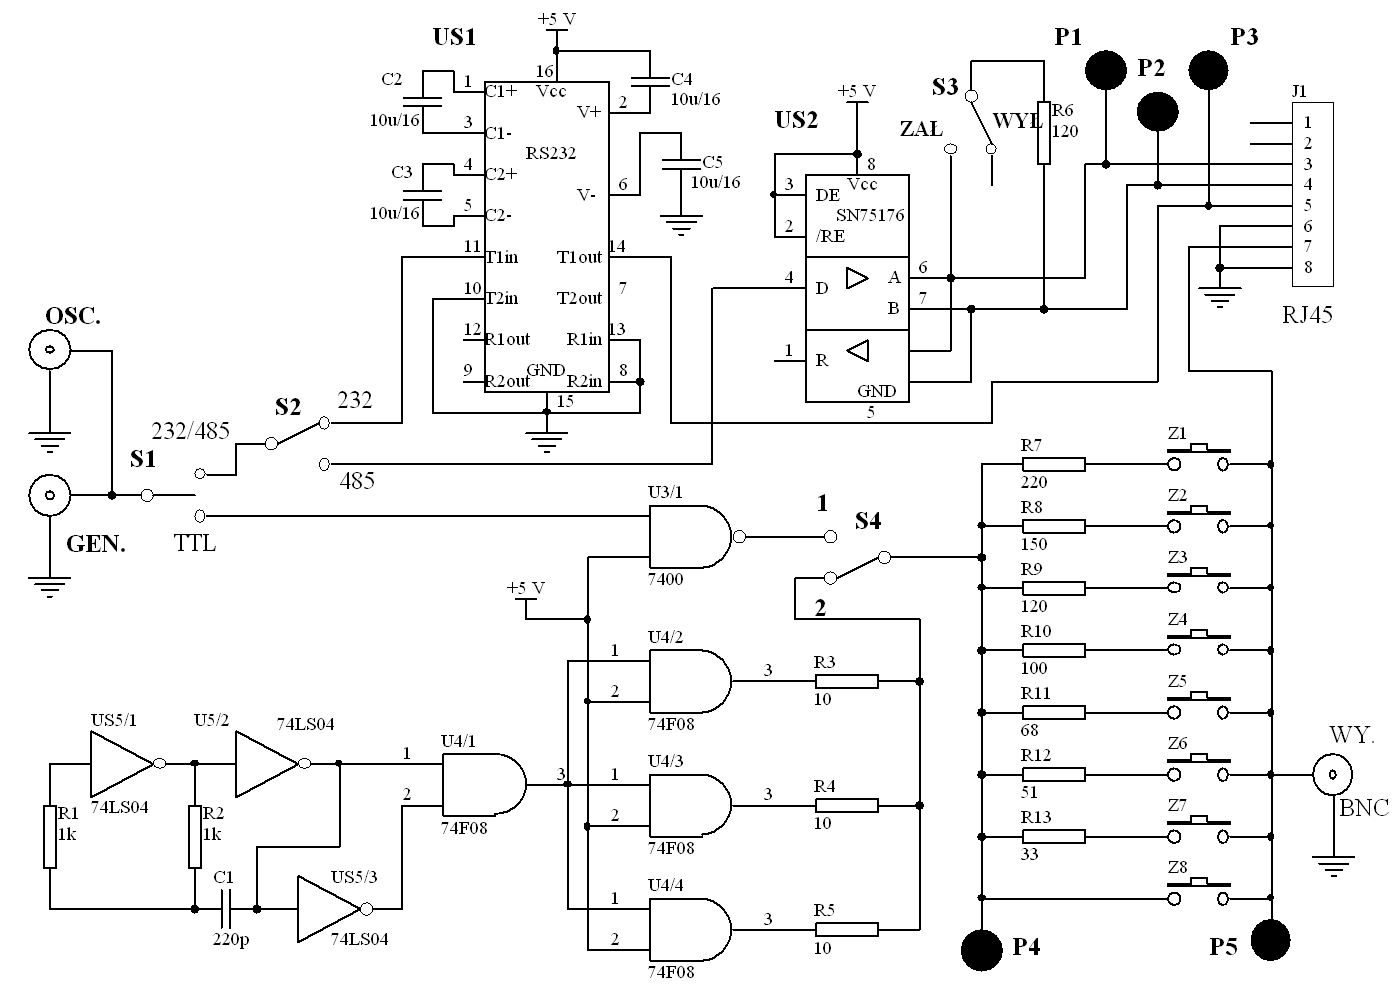 +5 V
US1
C2
10u/16
1
C1+
16
Vcc
V+
2
C4
10u/16
3
C1-
RS232
C3
10u/16
4
C2+
5
C2-
V-
6
C5
10u/16
11
T1in
T1out
14
10
T2in
T2out
7
12
R1out
R1in
13
9
R2out
GND
R2in
8
15
US2
+5 V
8
Vcc
3
DE
SN75176
2
/RE
4
D
A
6
B
7
1
R
GND
5
S3
ZAŁ
WYŁ
R6
120
P1
P2
P3
J1
1
2
3
4
5
6
7
8
RJ45
OSC.
GEN.
S1
232/485
TTL
S2
232
485
U3/1
7400
1
S4
2
+5 V
U4/2
1
2
3
74F08
R3
10
U4/3
1
2
3
74F08
R4
10
U4/4
1
2
3
74F08
R5
10
US5/1
74LS04
U5/2
74LS04
R1
1k
R2
1k
C1
220p
US5/3
74LS04
U4/1
1
2
3
74F08
R7
220
Z1
R8
150
Z2
R9
120
Z3
R10
100
Z4
R11
68
Z5
R12
51
Z6
R13
33
Z7
Z8
WY.
BNC
P4
P5